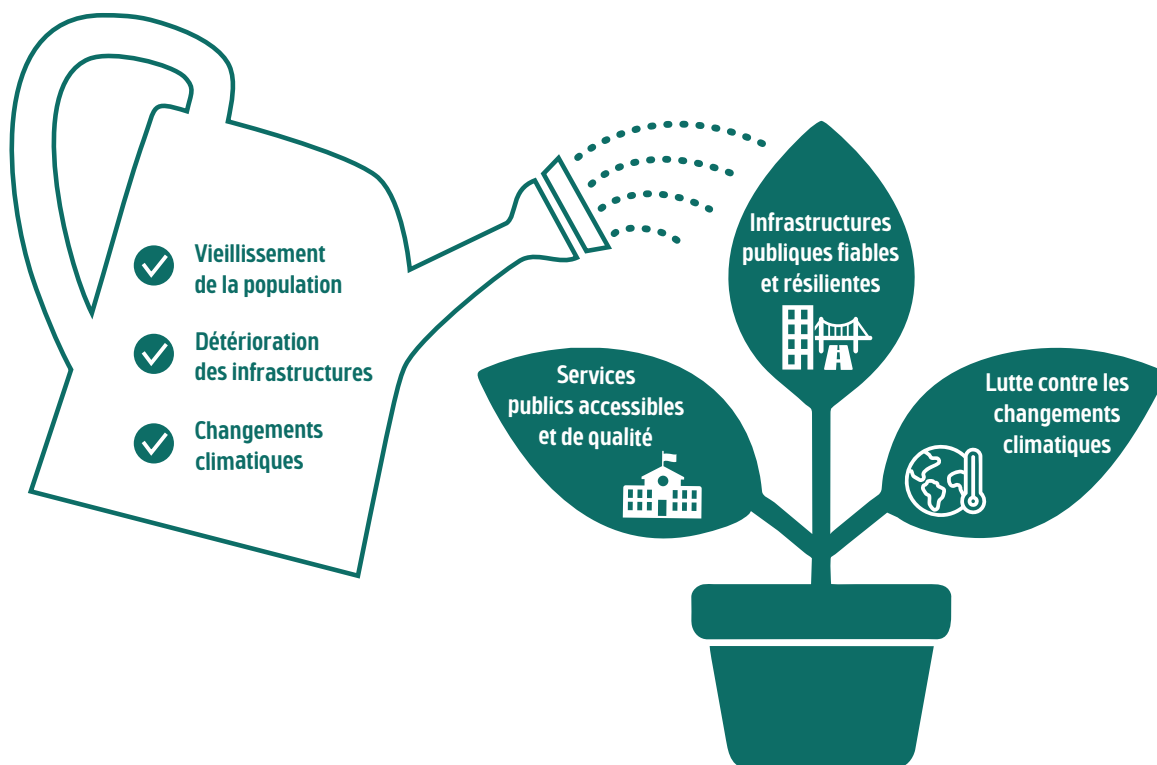 Vieillissement
de la population
Détérioration
des infrastructures
Changements
climatiques
Infrastructures
publiques fiables
et résilientes
Services
publics accessibles
et de qualité
Lutte contre les
changements
climatiques